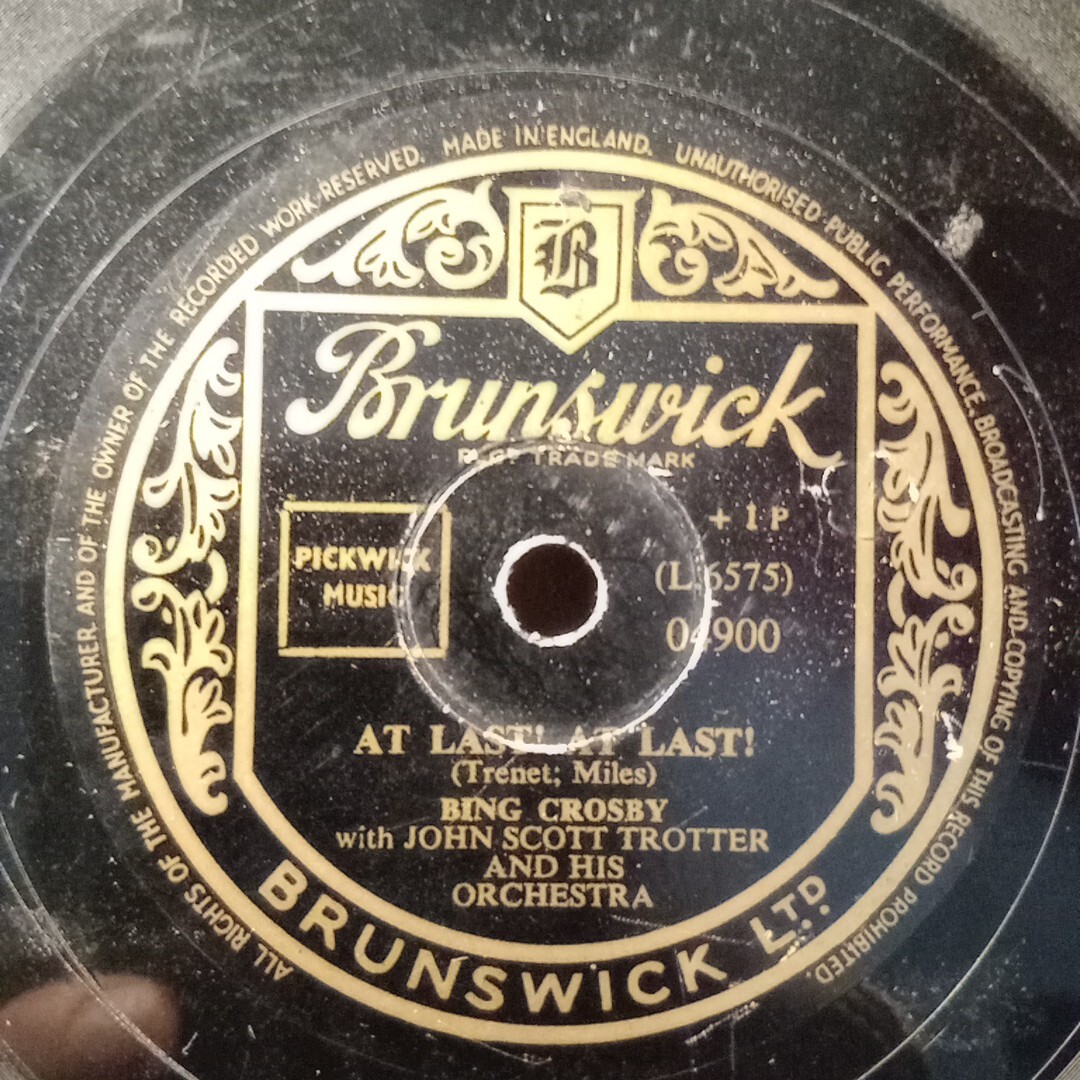 ALL RIGHTS OF THE MANUFACTURER AND OF THE OWNER OF THE RECORDED WORK RESERVED. MADE IN ENGLAND. UNAUTHORISED PUBLIC PERFORMANCE, BROADCASTING AND COPYING OF THIS RECORD PROHIBITED.
B
Brunswick
TRADE MARK
PICKWICK
MUSIC
+ 1 P
(L.6575)
04900
AT LAST! AT LAST!
(Trenet; Miles)
BING CROSBY
with JOHN SCOTT TROTTER
AND HIS
ORCHESTRA
BRUNSWICK LTD.